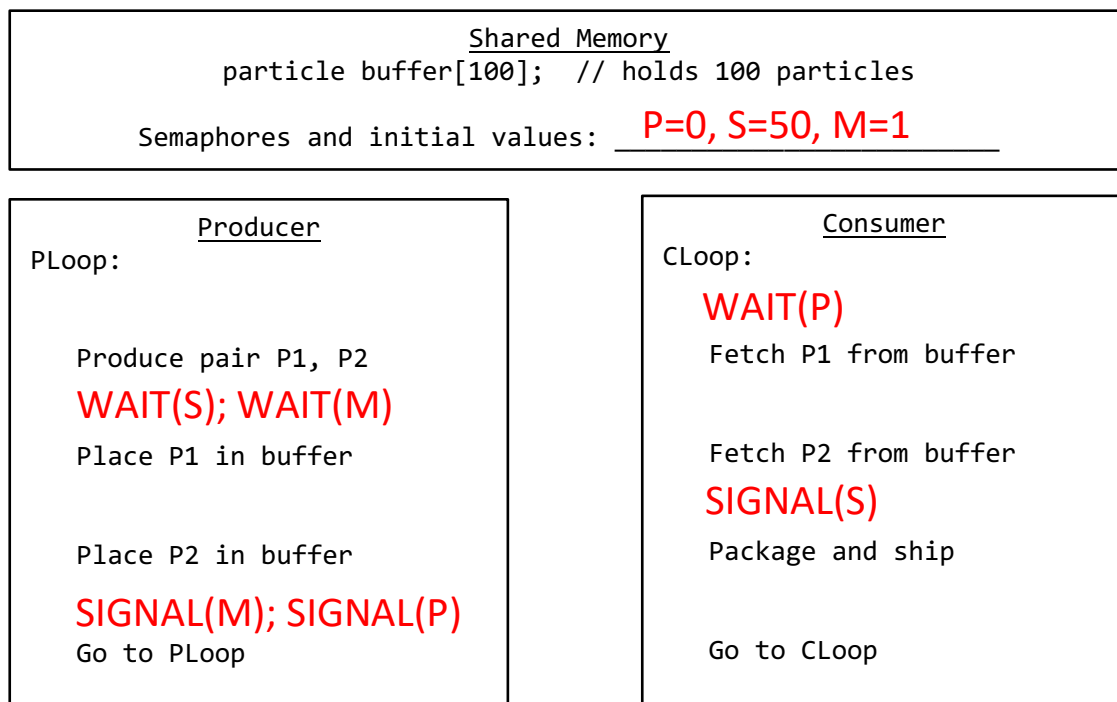 Shared Memory
particle buffer[100];  // holds 100 particles
Semaphores and initial values: P=0, S=50, M=1
Producer
PLoop:
Produce pair P1, P2
WAIT(S); WAIT(M)
Place P1 in buffer
Place P2 in buffer
SIGNAL(M); SIGNAL(P)
Go to PLoop
Consumer
CLoop:
WAIT(P)
Fetch P1 from buffer
Fetch P2 from buffer
SIGNAL(S)
Package and ship
Go to CLoop